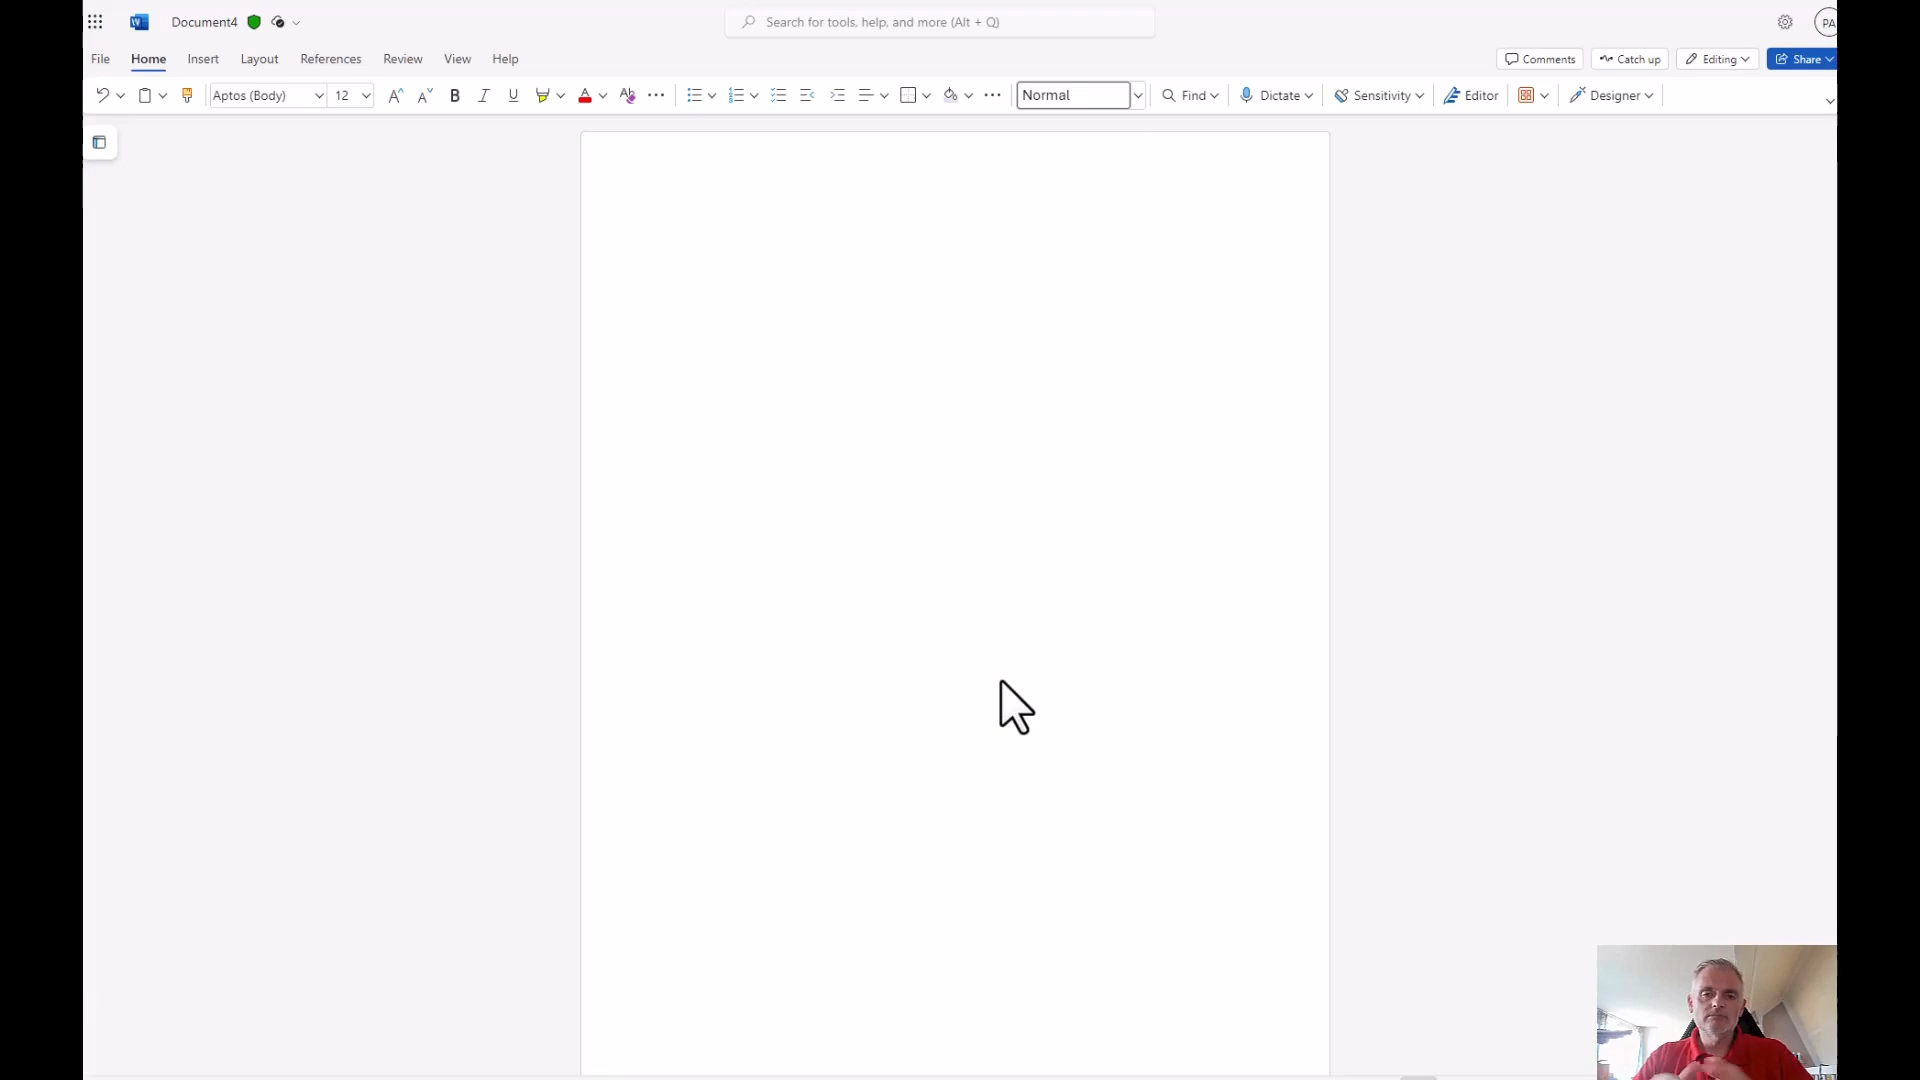 Document4
Search for tools, help, and more (Alt + Q)
PA
File Home Insert Layout References Review View Help
Comments Catch up Editing Share
Aptos (Body) 12 A A B I U A A Normal Find Dictate Sensitivity Editor Designer